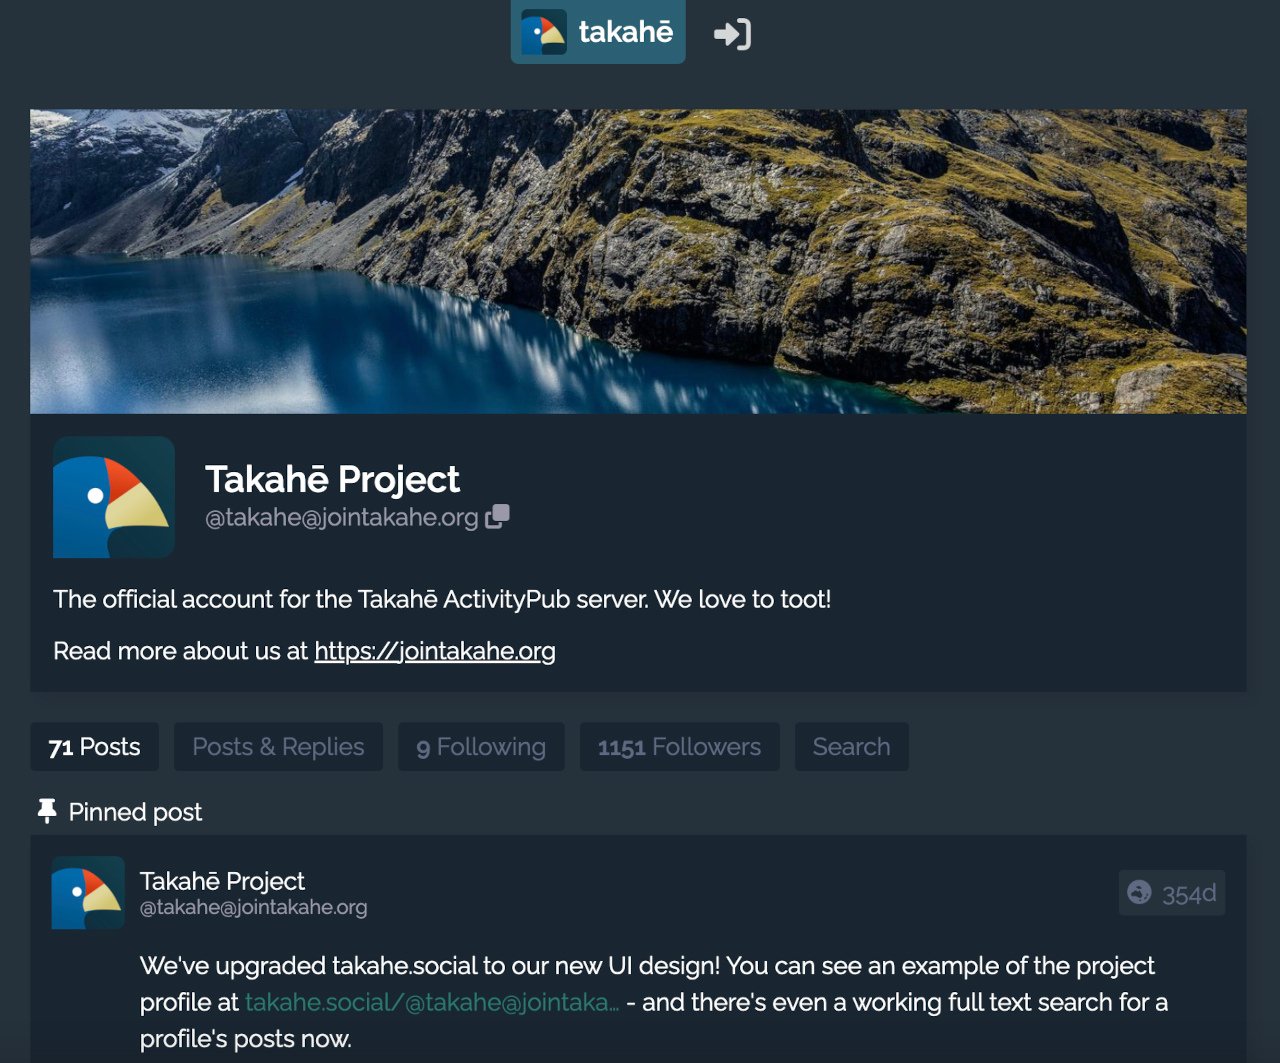 takahē
Takahē Project
@takahe@jointakahe.org
The official account for the Takahē ActivityPub server. We love to toot!
Read more about us at https://jointakahe.org
71 Posts
Posts & Replies
9 Following
1151 Followers
Search
Pinned post
Takahē Project
@takahe@jointakahe.org
354d
We've upgraded takahe.social to our new UI design! You can see an example of the project
profile at takahe.social/@takahe@jointaka… - and there's even a working full text search for a
profile's posts now.